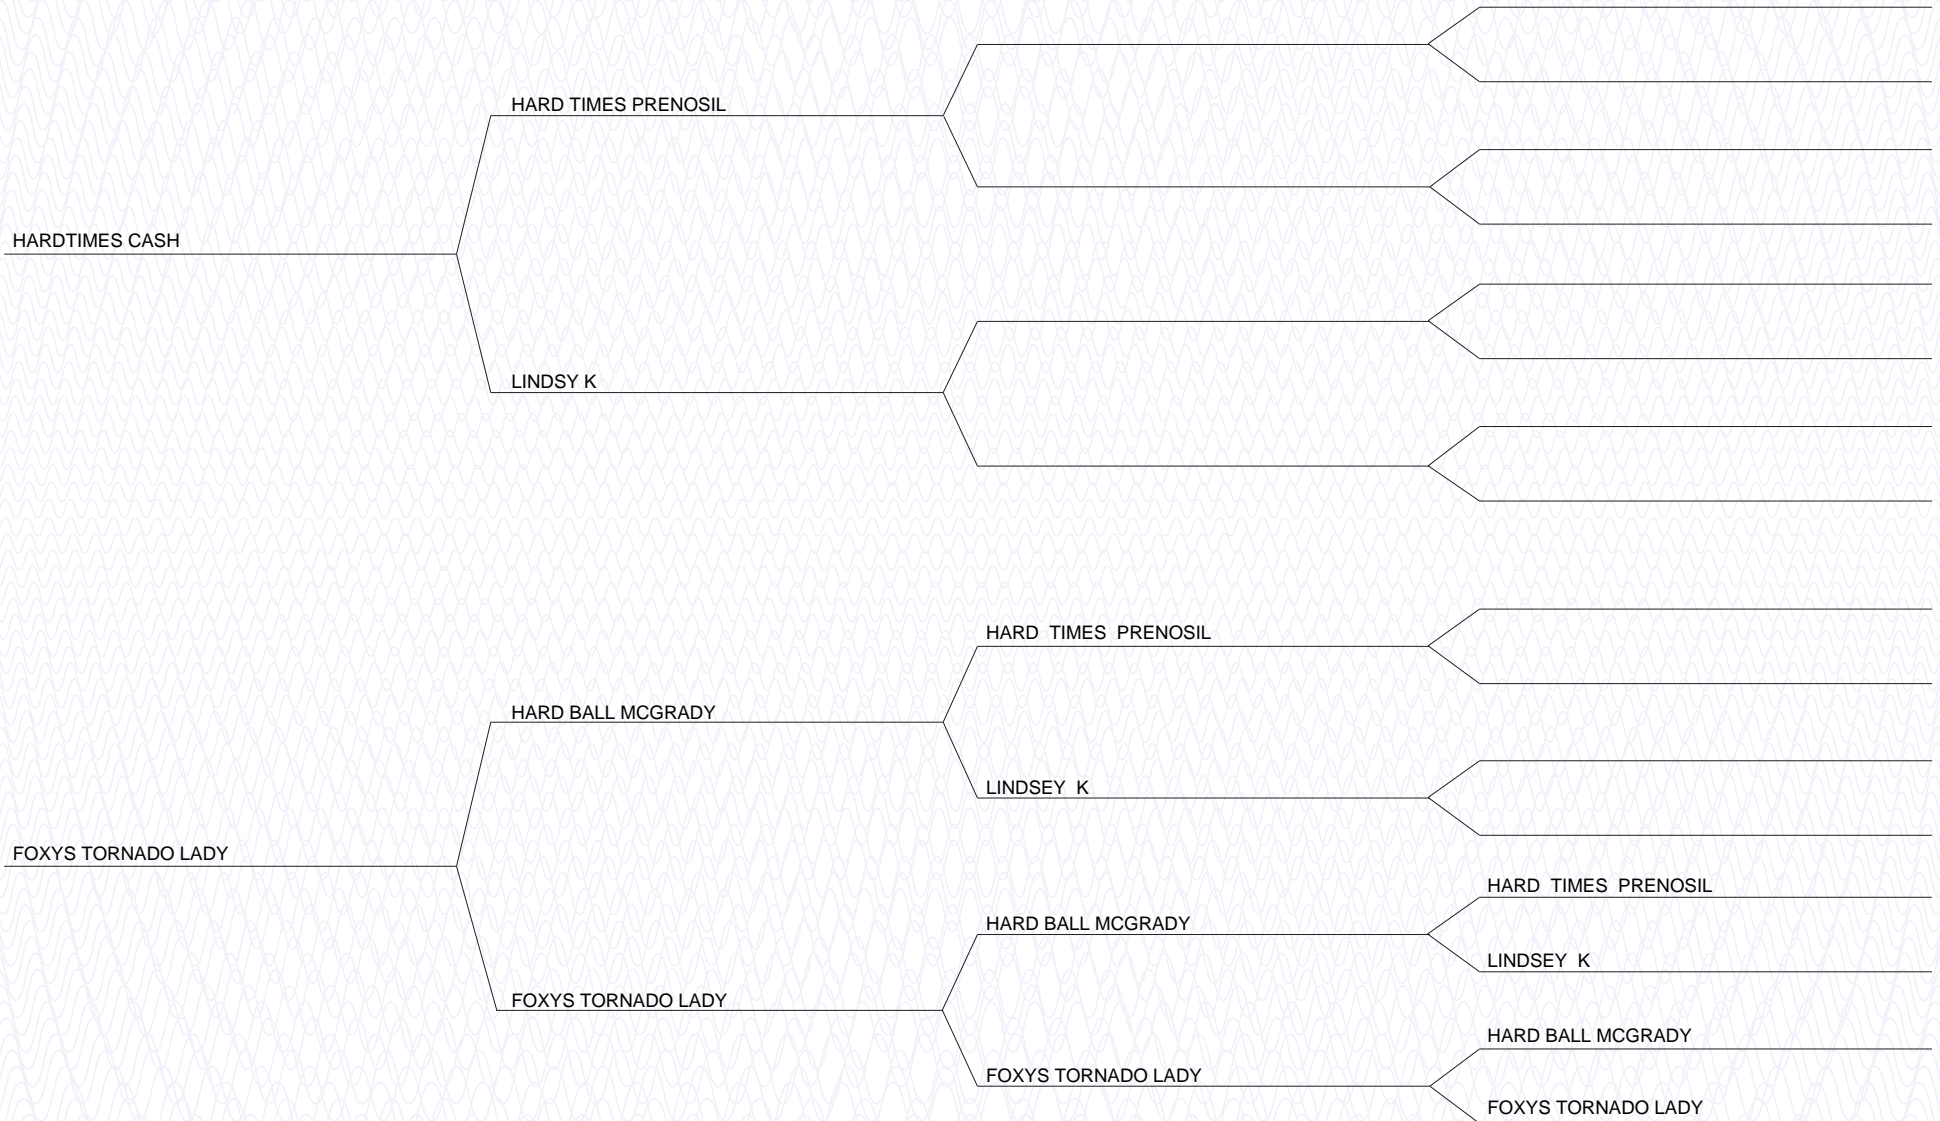 HARD TIMES PRENOSIL
HARDTIMES CASH
LINDSY K
HARD TIMES PRENOSIL
HARD BALL MCGRADY
LINDSEY K
FOXYS TORNADO LADY
HARD TIMES PRENOSIL
HARD BALL MCGRADY
LINDSEY K
FOXYS TORNADO LADY
HARD BALL MCGRADY
FOXYS TORNADO LADY
FOXYS TORNADO LADY